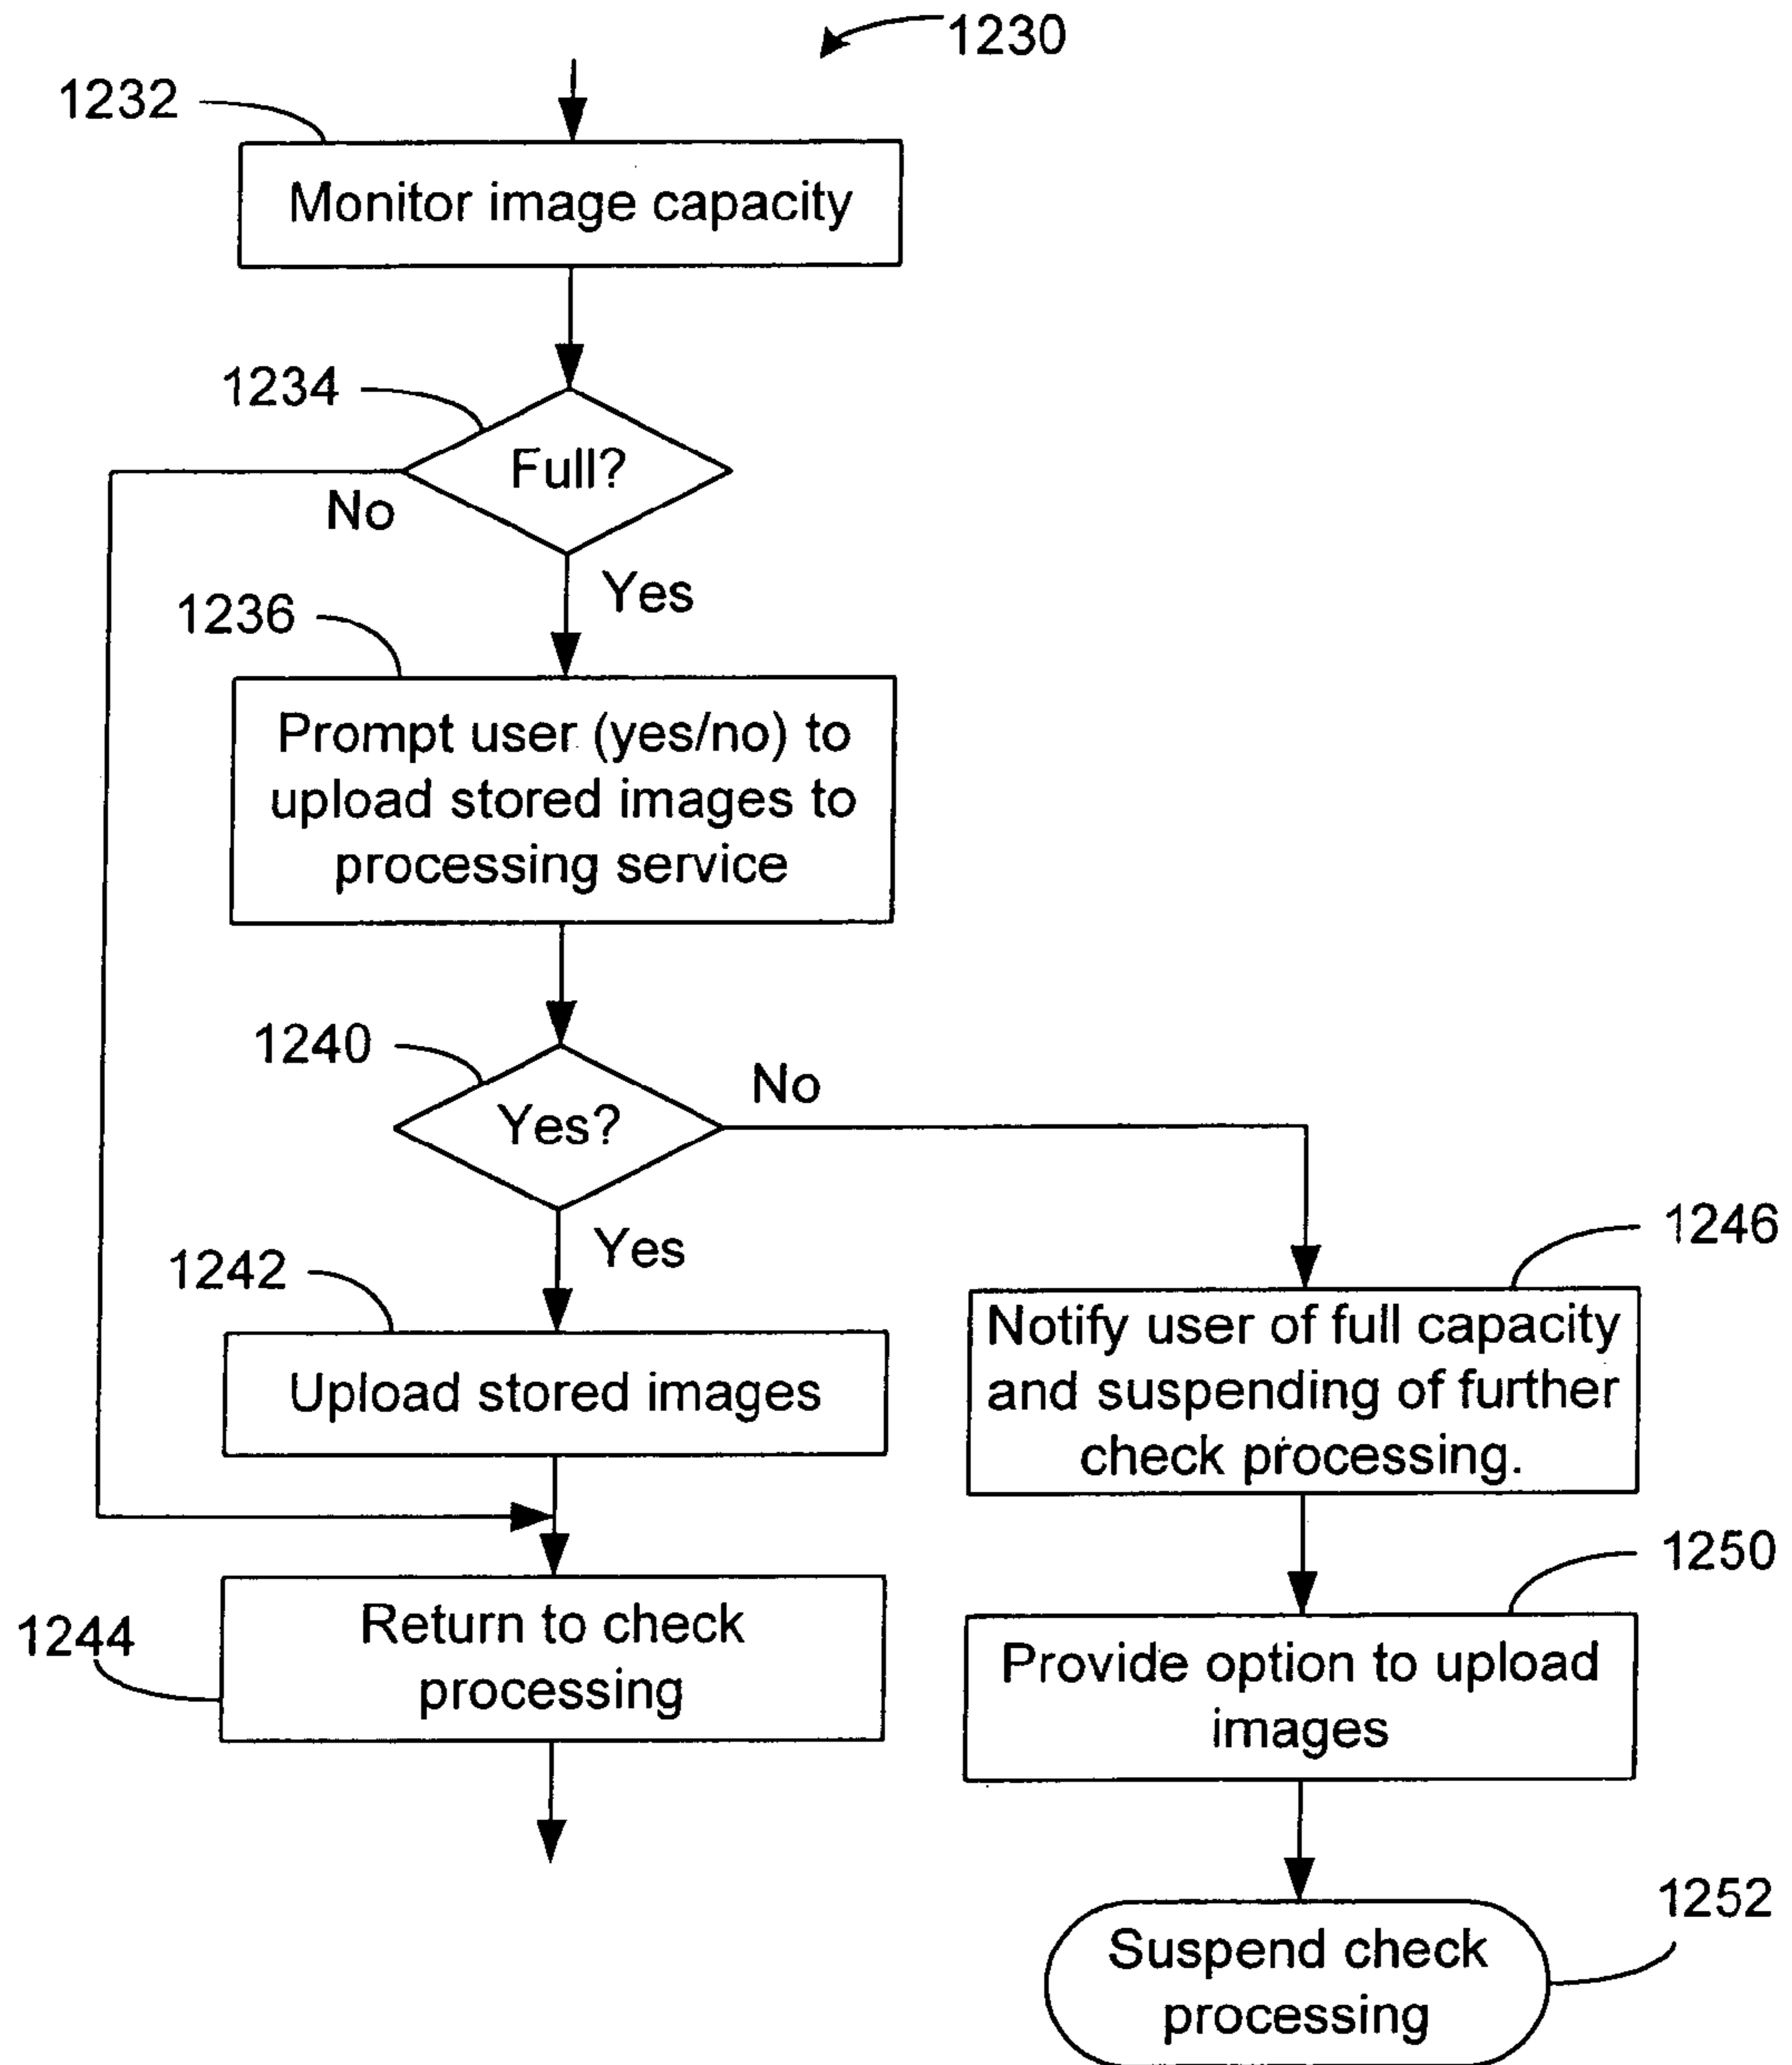 1230
1232
Monitor image capacity
1234
Full?
No
Yes
1236
Prompt user (yes/no) to
upload stored images to
processing service
1240
Yes?
No
Yes
1242
Upload stored images
1246
Notify user of full capacity
and suspending of further
check processing.
1244
Return to check
processing
1250
Provide option to upload
images
1252
Suspend check
processing